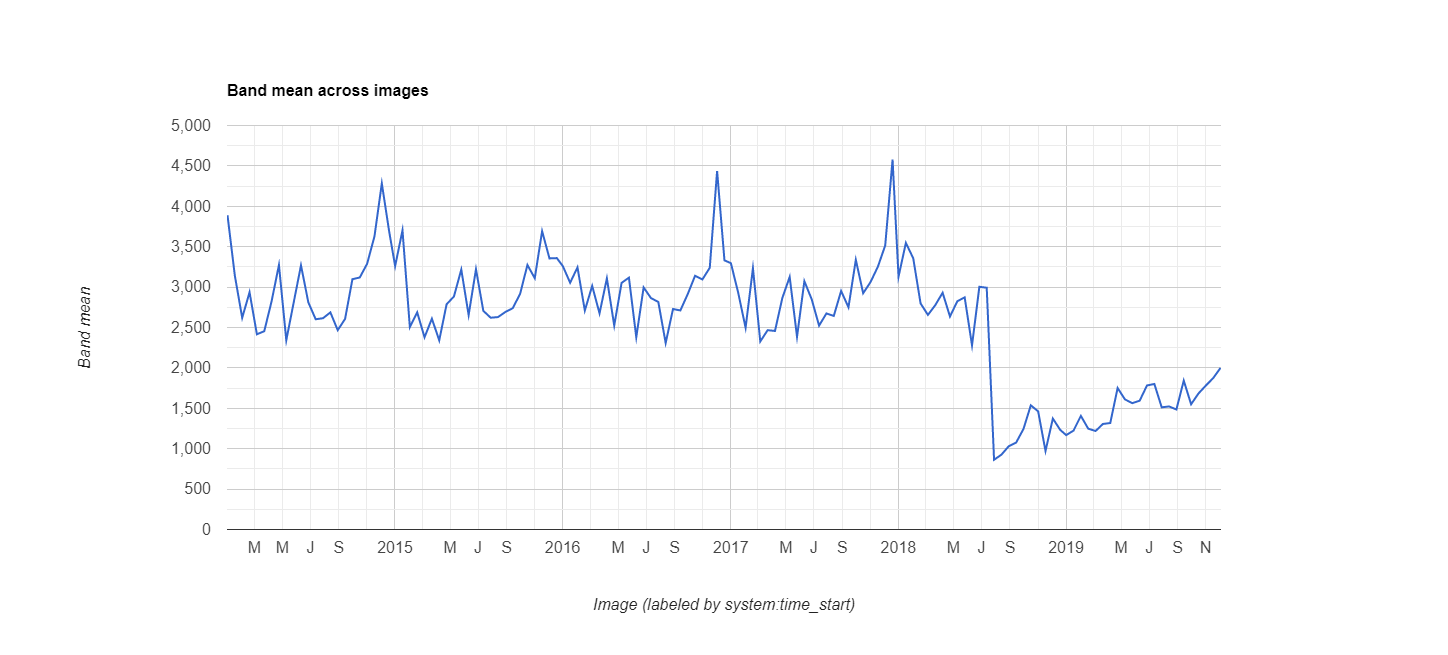 Band mean across images
5,000
4,500
4,000
3,500
3,000
2,500
2,000
1,500
1,000
500
0
Band mean
M M J S 2015 M J S 2016 M J S 2017 M J S 2018 M J S 2019 M J S N
Image (labeled by system:time_start)